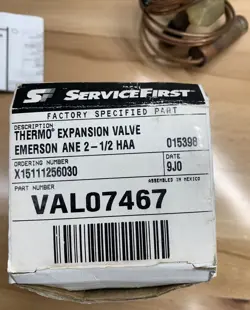 SF SERVICEFIRST
FACTORY SPECIFIED PART
DESCRIPTION
THERMO EXPANSION VALVE
EMERSON ANE 2-1/2 HAA 015398
ORDERING NUMBER DATE
X15111256030 9J0
ASSEMBLED IN MEXICO
PART NUMBER
VAL07467